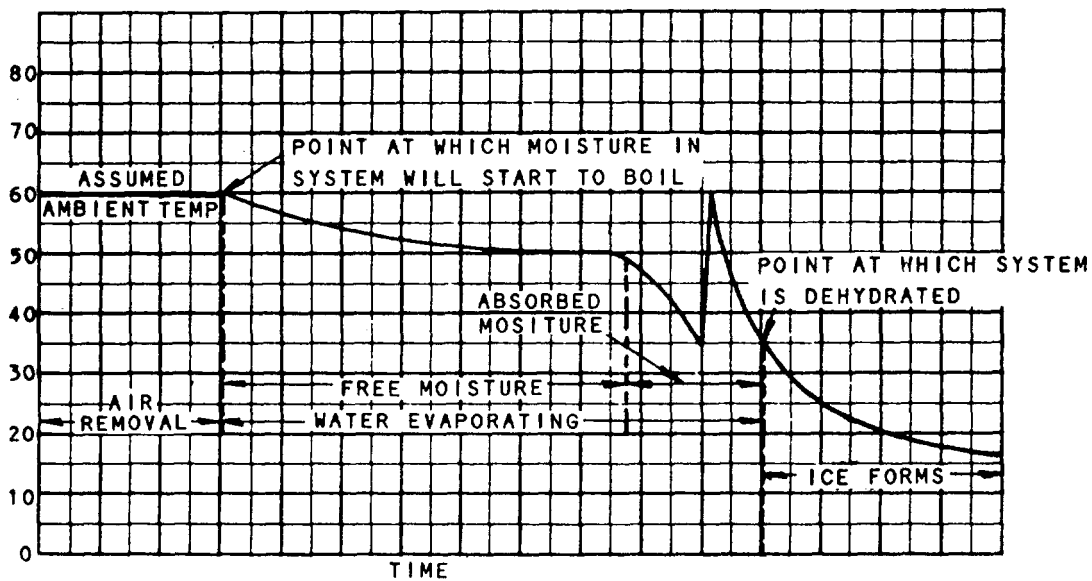 80
70
POINT AT WHICH MOISTURE IN
SYSTEM WILL START TO BOIL
60
ASSUMED
AMBIENT TEMP
50
POINT AT WHICH SYSTEM
IS DEHYDRATED
ABSORBED
MOSITURE
40
30
FREE MOISTURE
AIR
REMOVAL
WATER EVAPORATING
20
ICE FORMS
10
0
TIME